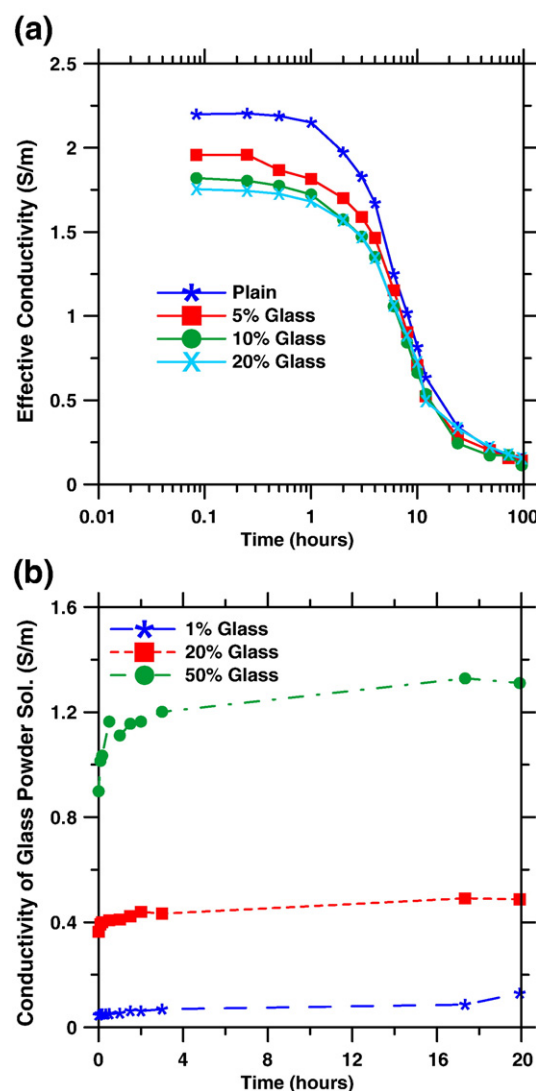 (a)
2.5
2
1.5
1
0.5
0
Effective Conductivity (S/m)
Plain
5% Glass
10% Glass
20% Glass
0.01
0.1
1
10
100
Time (hours)
(b)
1.6
1.2
0.8
0.4
0
Conductivity of Glass Powder Sol. (S/m)
1% Glass
20% Glass
50% Glass
0
4
8
12
16
20
Time (hours)